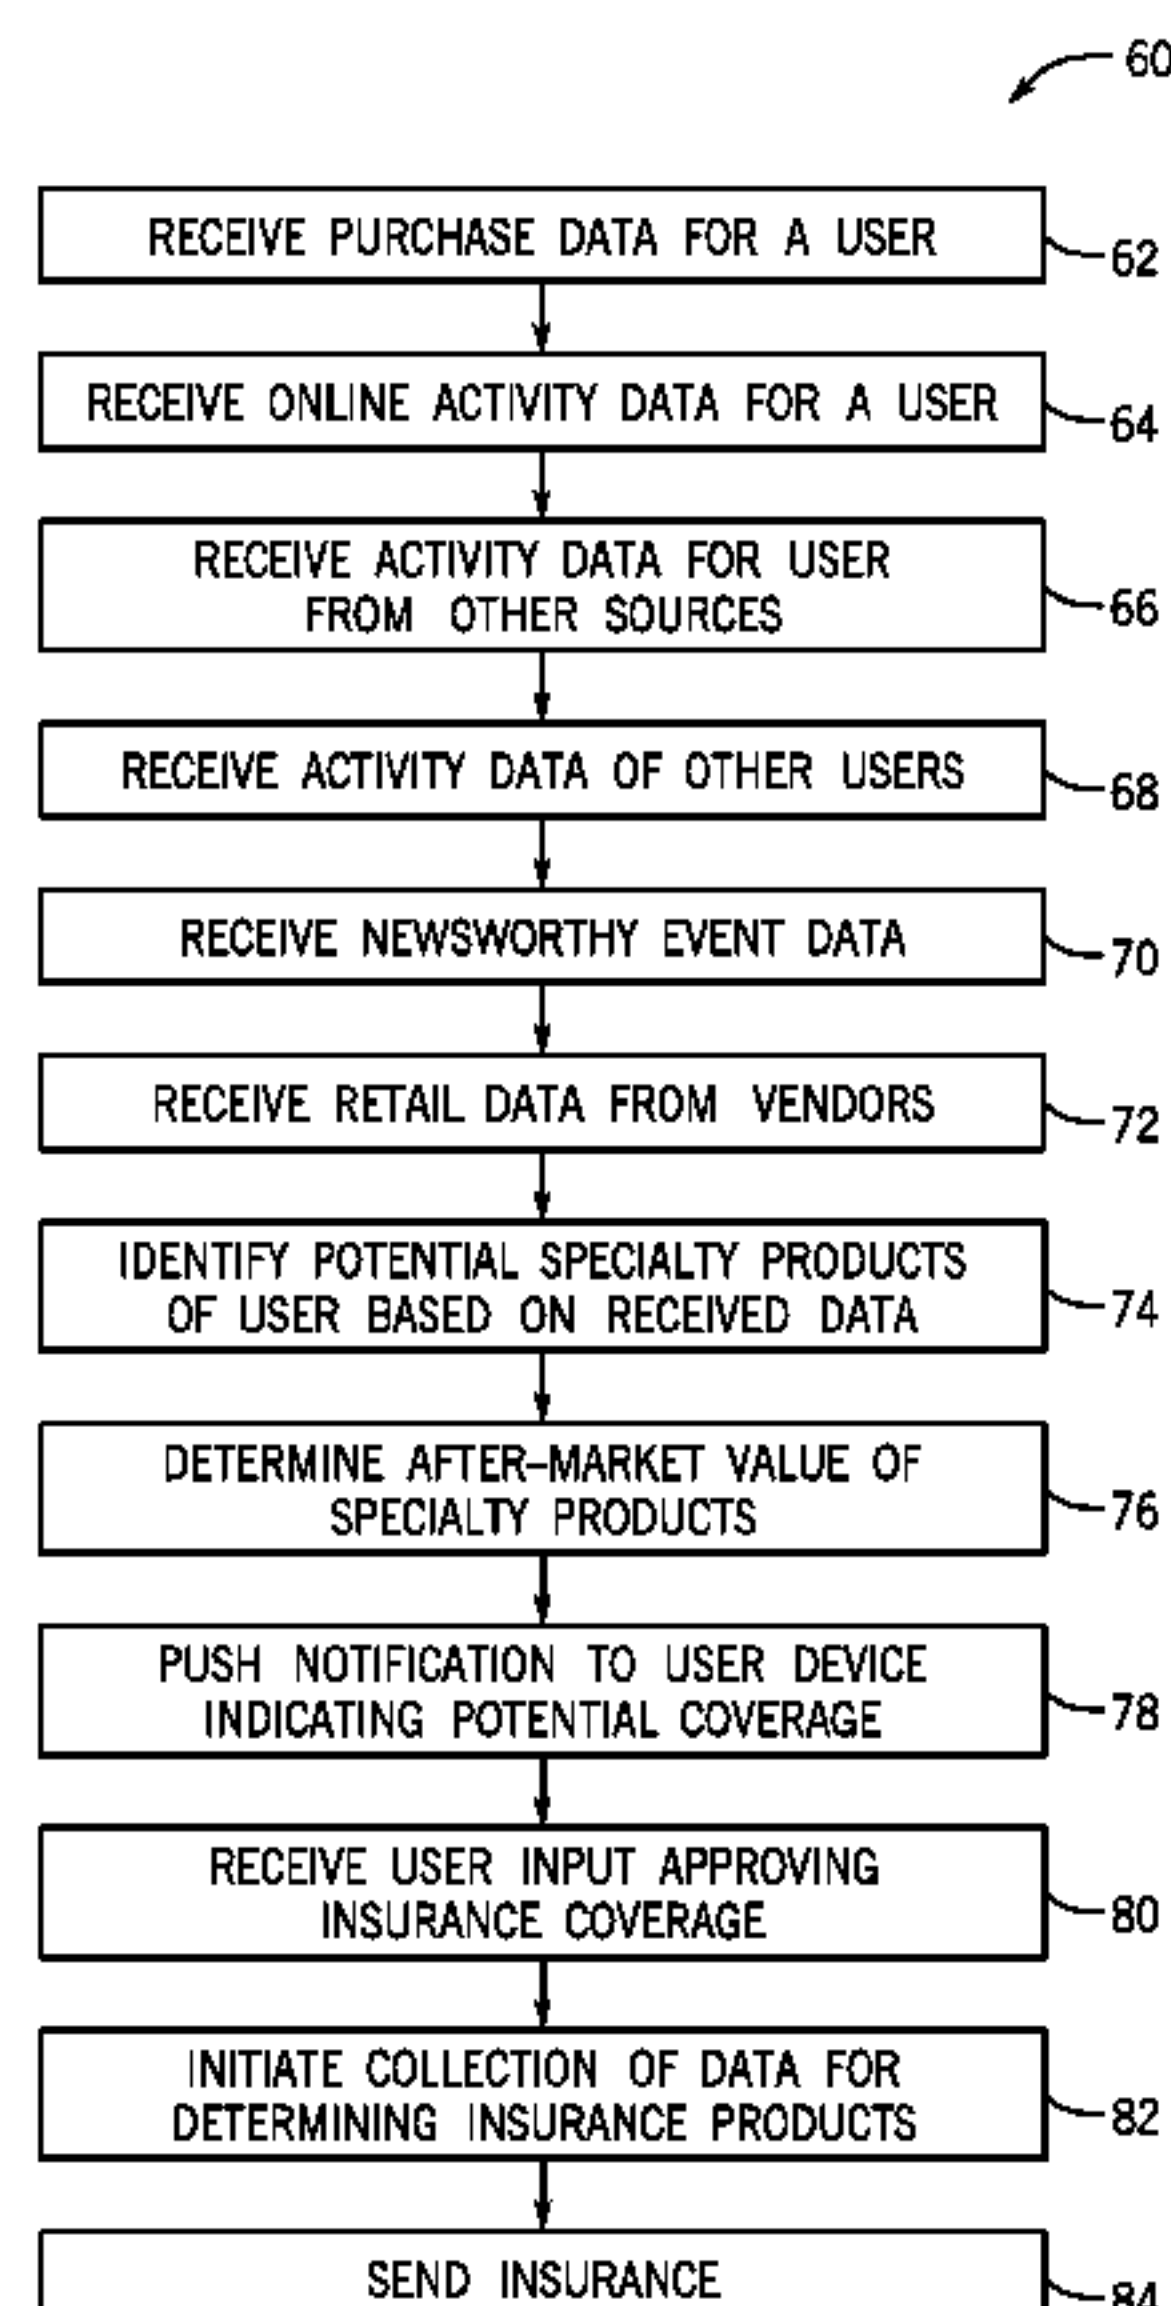 60
RECEIVE PURCHASE DATA FOR A USER
62
RECEIVE ONLINE ACTIVITY DATA FOR A USER
64
RECEIVE ACTIVITY DATA FOR USER
FROM OTHER SOURCES
66
RECEIVE ACTIVITY DATA OF OTHER USERS
68
RECEIVE NEWSWORTHY EVENT DATA
70
RECEIVE RETAIL DATA FROM VENDORS
72
IDENTIFY POTENTIAL SPECIALTY PRODUCTS
OF USER BASED ON RECEIVED DATA
74
DETERMINE AFTER–MARKET VALUE OF
SPECIALTY PRODUCTS
76
PUSH NOTIFICATION TO USER DEVICE
INDICATING POTENTIAL COVERAGE
78
RECEIVE USER INPUT APPROVING
INSURANCE COVERAGE
80
INITIATE COLLECTION OF DATA FOR
DETERMINING INSURANCE PRODUCTS
82
SEND INSURANCE
84